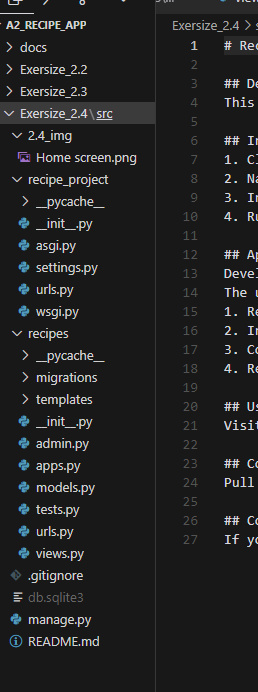 A2_RECIPE_APP
docs
Exersize_2.2
Exersize_2.3
Exersize_2.4\src
2.4_img
Home screen.png
recipe_project
__pycache__
__init__.py
asgi.py
settings.py
urls.py
wsgi.py
recipes
__pycache__
migrations
templates
__init__.py
admin.py
apps.py
models.py
tests.py
urls.py
views.py
.gitignore
db.sqlite3
manage.py
README.md
Exersize_2.4 >
1 # Rec
2
3 ## De
4 This
5
6 ## In
7 1. Cl
8 2. Na
9 3. In
10 4. Ru
11
12 ## Ap
13 Devel
14 The u
15 1. Re
16 2. In
17 3. Co
18 4. Re
19
20 ## Us
21 Visit
22
23 ## Co
24 Pull
25
26 ## Co
27 If yo